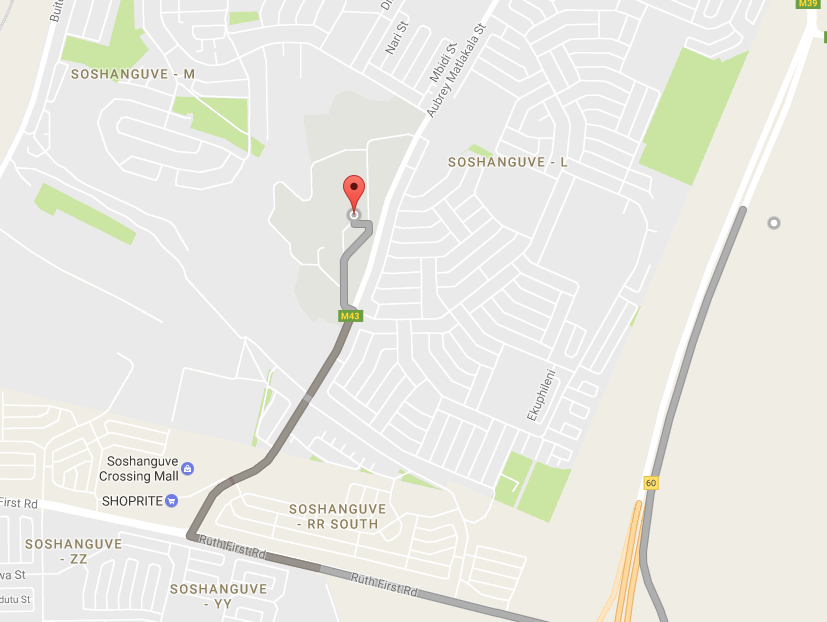 M39
Buite
Di
Nari St
Mbidi St
Aubrey Matlakala St
SOSHANGUVE - M
SOSHANGUVE - L
M43
Ekuphileni
Soshanguve
Crossing Mall
SHOPRITE
60
First Rd
SOSHANGUVE
- RR SOUTH
Ruth First Rd
SOSHANGUVE
- ZZ
Ruth First Rd
wa St
SOSHANGUVE
- YY
dutu St